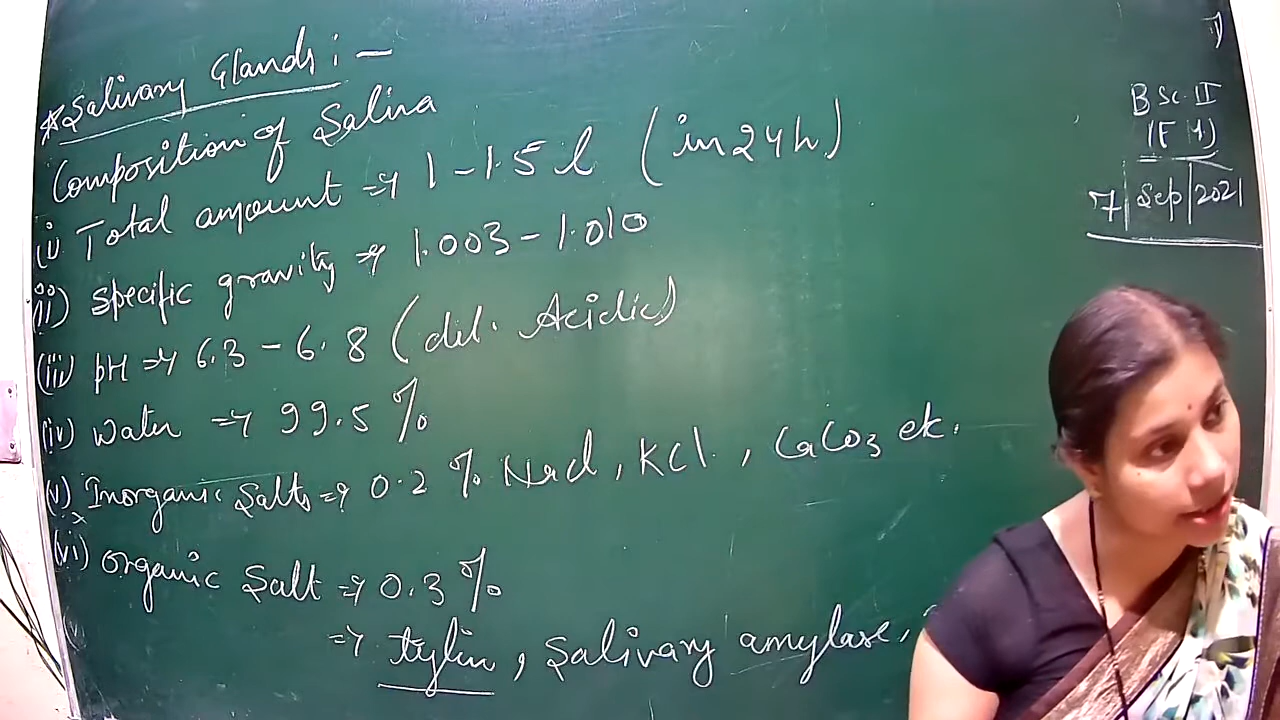 * Salivary Glands : -
Composition of Saliva
(i) Total amount ⇒ 1 - 1.5 l (in 24 h)
(ii) Specific gravity ⇒ 1.003 - 1.010
(iii) pH ⇒ 6.3 - 6.8 (dil. Acidic)
(iv) Water ⇒ 99.5 %
(v) Inorganic Salts ⇒ 0.2 % Nacl, KCl, CaCo3 etc.
(vi) Organic Salt ⇒ 0.3 %
⇒ tylin, Salivary amylase,
1)
B Sc. II
7 | Sep | 2021